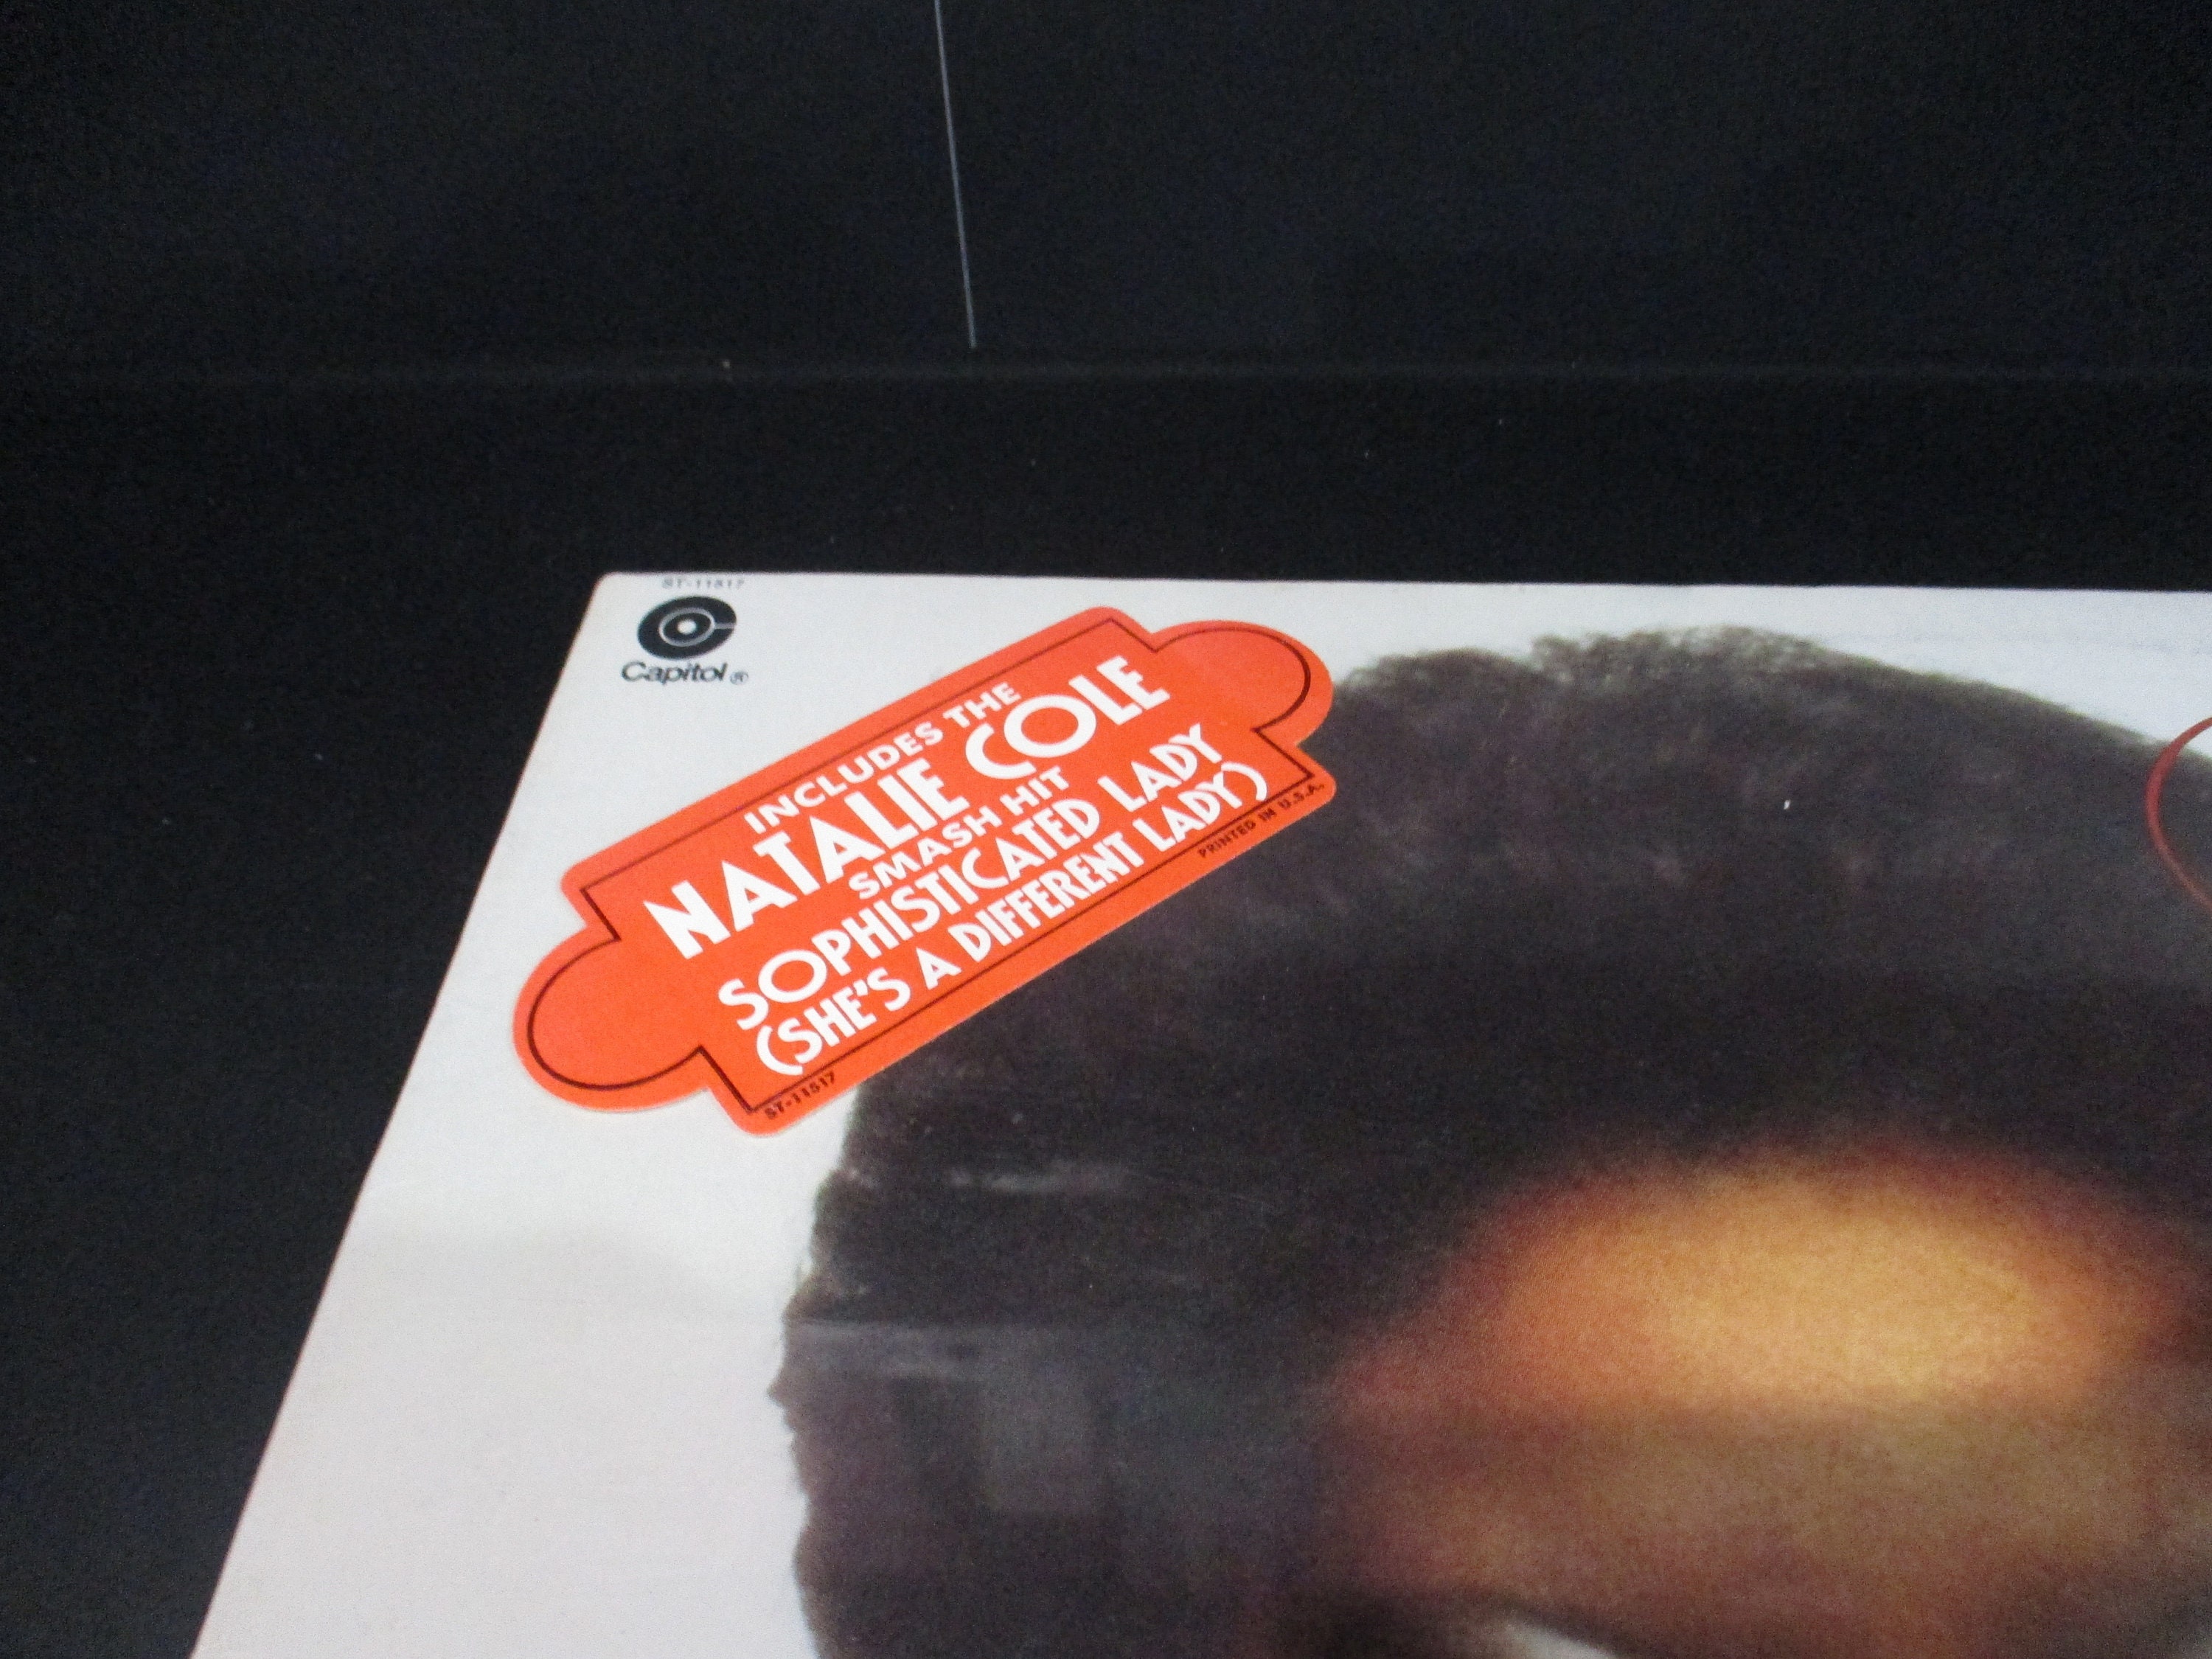 ST-11517
Capitol ®
INCLUDES THE
NATALIE COLE
SMASH HIT
SOPHISTICATED LADY
(SHE'S A DIFFERENT LADY)
PRINTED IN U.S.A.
ST-11517